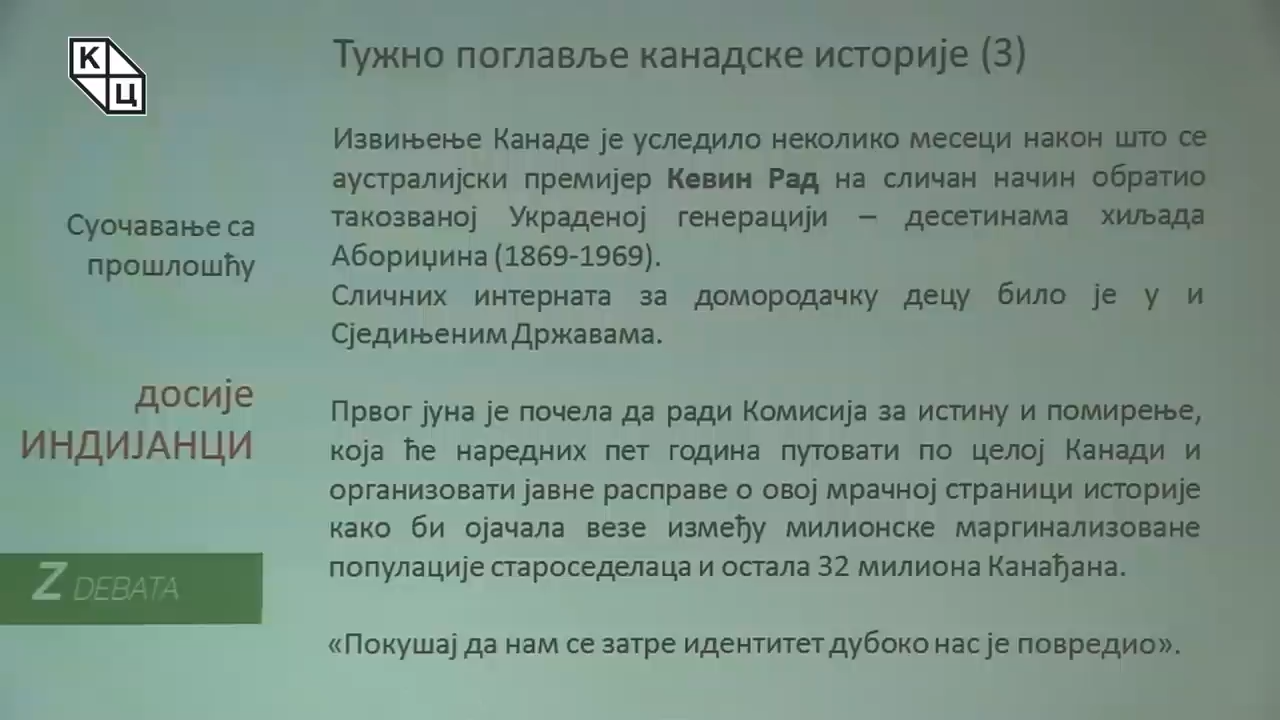 К
Ц
Тужно поглавље канадске историје (3)
Извињење Канаде је уследило неколико месеци након што се
аустралијски премијер Кевин Рад на сличан начин обратио
такозваној Украденој генерацији – десетинама хиљада
Абориџина (1869-1969).
Сличних интерната за домородачку децу било је у и
Сједињеним Државама.
Суочавање са
прошлошћу
досије
ИНДИЈАНЦИ
Z DEBATA
Првог јуна је почела да ради Комисија за истину и помирење,
која ће наредних пет година путовати по целој Канади и
организовати јавне расправе о овој мрачној страници историје
како би ојачала везе између милионске маргинализоване
популације староседелаца и остала 32 милиона Канађана.
«Покушај да нам се затре идентитет дубоко нас је повредио».